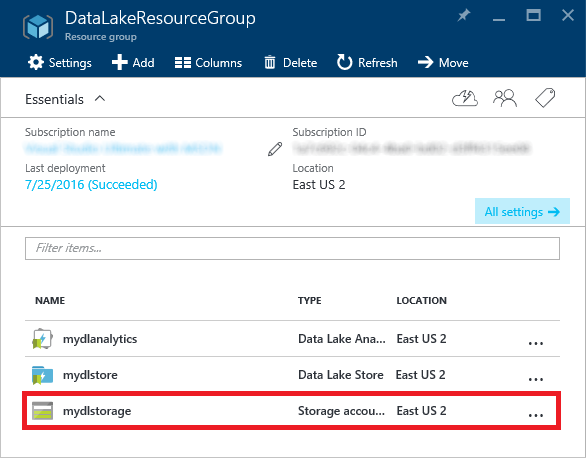 DataLakeResourceGroup
Resource group
Settings Add Columns Delete Refresh Move
Essentials
Subscription name Subscription ID
Last deployment Location
7/25/2016 (Succeeded) East US 2
All settings
Filter items...
NAME TYPE LOCATION
mydlanalytics Data Lake Ana... East US 2 ...
mydlstore Data Lake Store East US 2 ...
mydlstorage Storage accou... East US 2 ...